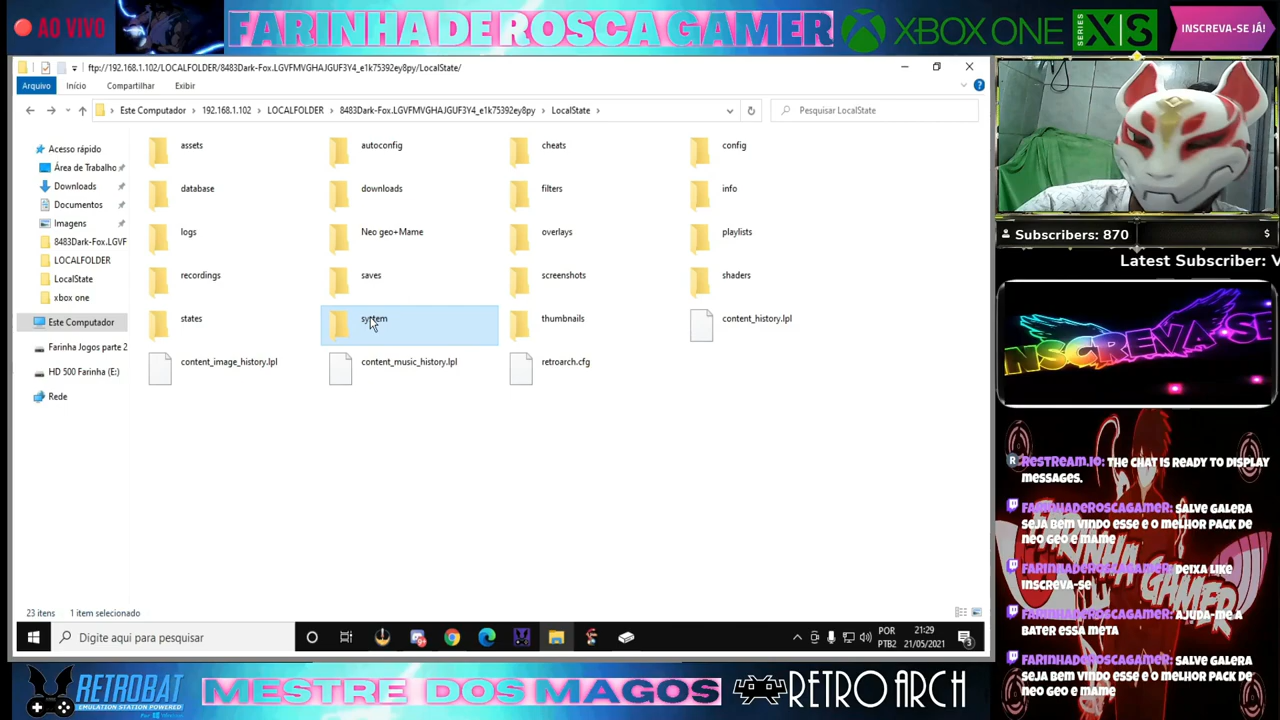 AO VIVO
FARINHA DE ROSCA GAMER
XBOX ONE
SERIES
X|S
INSCREVA-SE JÁ!
ftp://192.168.1.102/LOCALFOLDER/8483Dark-Fox.LGVFMVGHAJGUF3Y4_e1k75392ey8py/LocalState/
Arquivo Início Compartilhar Exibir
Este Computador > 192.168.1.102 > LOCALFOLDER > 8483Dark-Fox.LGVFMVGHAJGUF3Y4_e1k75392ey8py > LocalState >
Pesquisar LocalState
Acesso rápido
Área de Trabalho
Downloads
Documentos
Imagens
8483Dark-Fox.LGVF
LOCALFOLDER
LocalState
xbox one
Este Computador
Farinha Jogos parte 2
HD 500 Farinha (E:)
Rede
assets autoconfig cheats config
database downloads filters info
logs Neo geo+Mame overlays playlists
recordings saves screenshots shaders
states system thumbnails content_history.lpl
content_image_history.lpl content_music_history.lpl retroarch.cfg
23 itens 1 item selecionado
Digite aqui para pesquisar
POR
PTB2
21:29
21/05/2021
3
Subscribers: 870
$
Latest Subscriber: V
INSCREVA-SE
R Restream.io: The chat is ready to display
messages.
FarinhadeRoscaGamer: salve galera
seja bem vindo esse e o melhor pack de
neo geo e mame
FarinhadeRoscaGamer: deixa like
inscreva-se
FarinhadeRoscaGamer: ajuda-me a
bater essa meta
FarinhadeRoscaGamer: salve galera
seja bem vindo esse e o melhor pack de
neo geo e mame
RETROBAT
EMULATION STATION POWERED
MESTRE DOS MAGOS
RETROARCH